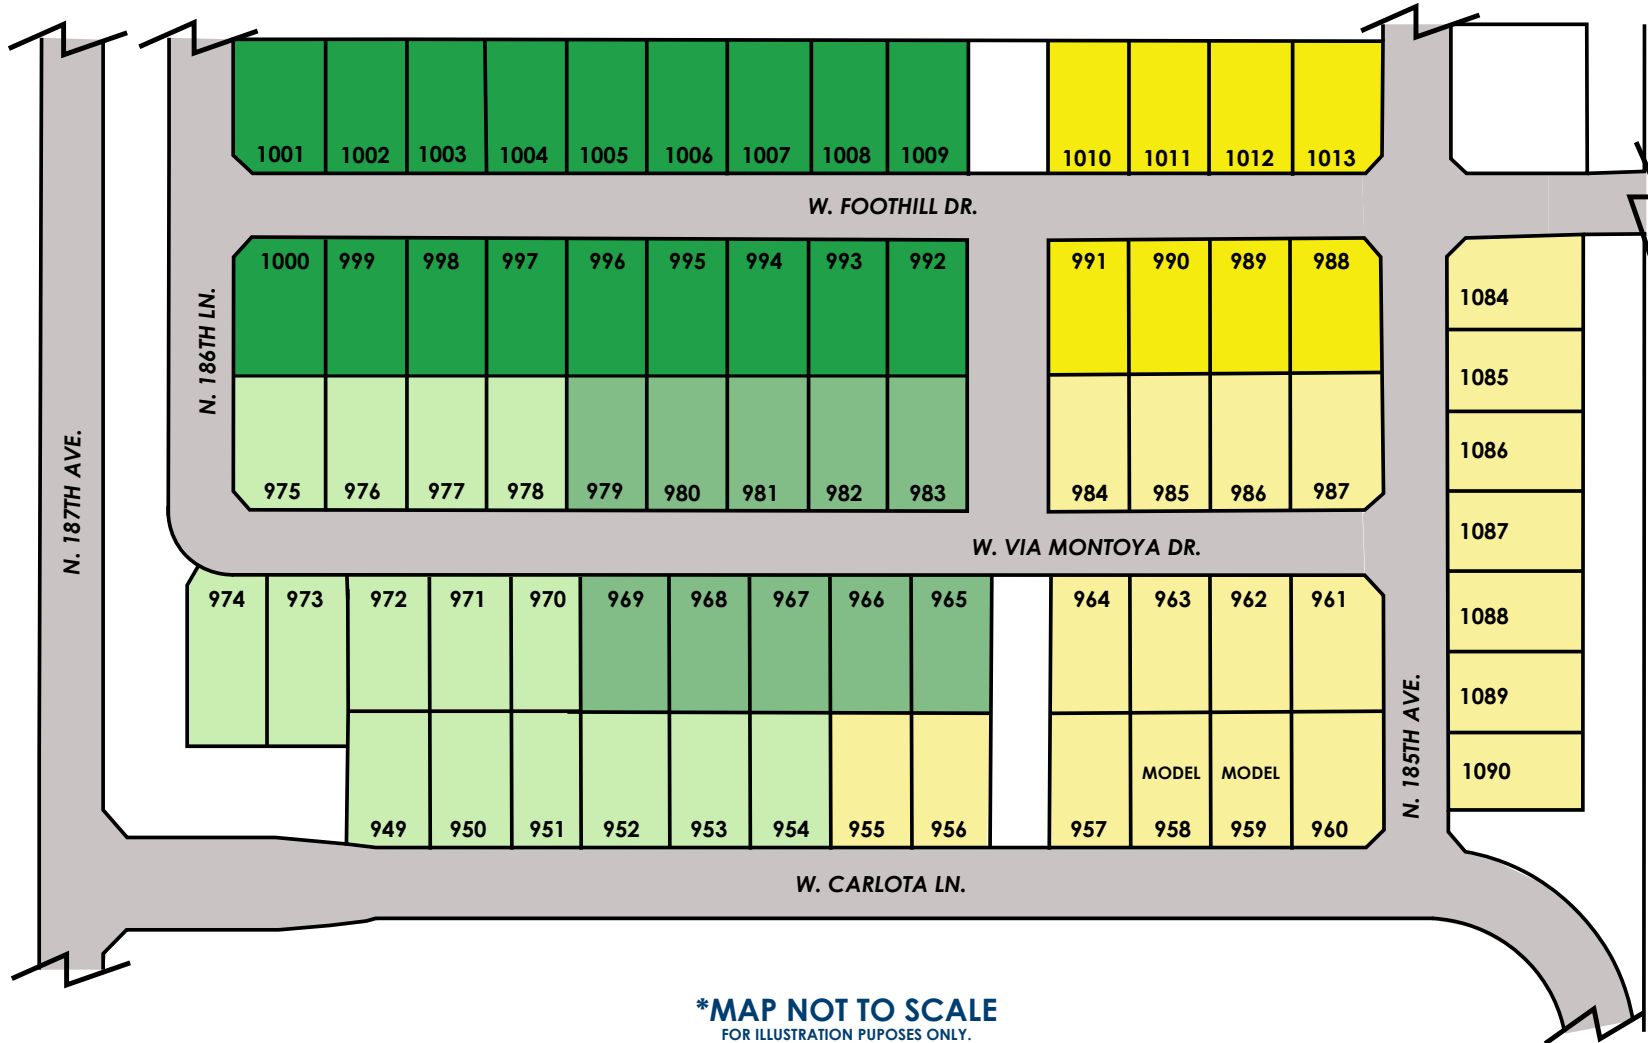 1001 1002 1003 1004 1005 1006 1007 1008 1009 1010 1011 1012 1013
W. FOOTHILL DR.
1000 999 998 997 996 995 994 993 992 991 990 989 988
1084
1085
1086
1087
1088
1089
1090
N. 186TH LN.
975 976 977 978 979 980 981 982 983 984 985 986 987
N. 187TH AVE.
W. VIA MONTOYA DR.
974 973 972 971 970 969 968 967 966 965 964 963 962 961
N. 185TH AVE.
MODEL MODEL
949 950 951 952 953 954 955 956 957 958 959 960
W. CARLOTA LN.
*MAP NOT TO SCALE
FOR ILLUSTRATION PUPOSES ONLY.